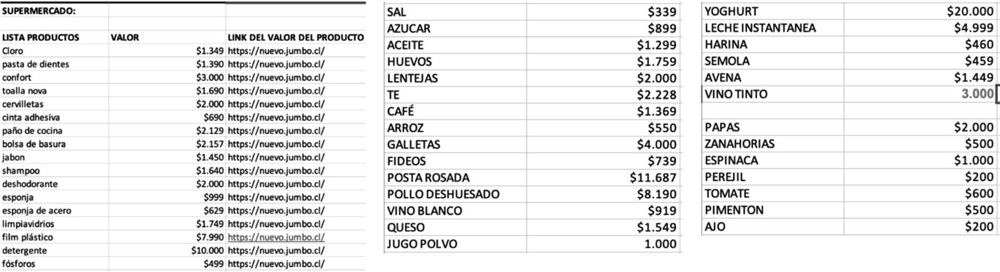 SUPERMERCADO:
LISTA PRODUCTOS VALOR LINK DEL VALOR DEL PRODUCTO
Cloro $1.349 https://nuevo.jumbo.cl/
pasta de dientes $1.390 https://nuevo.jumbo.cl/
confort $3.000 https://nuevo.jumbo.cl/
toalla nova $1.690 https://nuevo.jumbo.cl/
cervilletas $2.000 https://nuevo.jumbo.cl/
cinta adhesiva $690 https://nuevo.jumbo.cl/
paño de cocina $2.129 https://nuevo.jumbo.cl/
bolsa de basura $2.157 https://nuevo.jumbo.cl/
jabon $1.450 https://nuevo.jumbo.cl/
shampoo $1.640 https://nuevo.jumbo.cl/
deshodorante $2.000 https://nuevo.jumbo.cl/
esponja $999 https://nuevo.jumbo.cl/
esponja de acero $629 https://nuevo.jumbo.cl/
limpiavidrios $1.749 https://nuevo.jumbo.cl/
film plástico $7.990 https://nuevo.jumbo.cl/
detergente $10.000 https://nuevo.jumbo.cl/
fósforos $499 https://nuevo.jumbo.cl/
SAL $339
AZUCAR $899
ACEITE $1.299
HUEVOS $1.759
LENTEJAS $2.000
TE $2.228
CAFÉ $1.369
ARROZ $550
GALLETAS $4.000
FIDEOS $739
POSTA ROSADA $11.687
POLLO DESHUESADO $8.190
VINO BLANCO $919
QUESO $1.549
JUGO POLVO 1.000
YOGHURT $20.000
LECHE INSTANTANEA $4.999
HARINA $460
SEMOLA $459
AVENA $1.449
VINO TINTO 3.000
PAPAS $2.000
ZANAHORIAS $500
ESPINACA $1.000
PEREJIL $200
TOMATE $600
PIMENTON $500
AJO $200